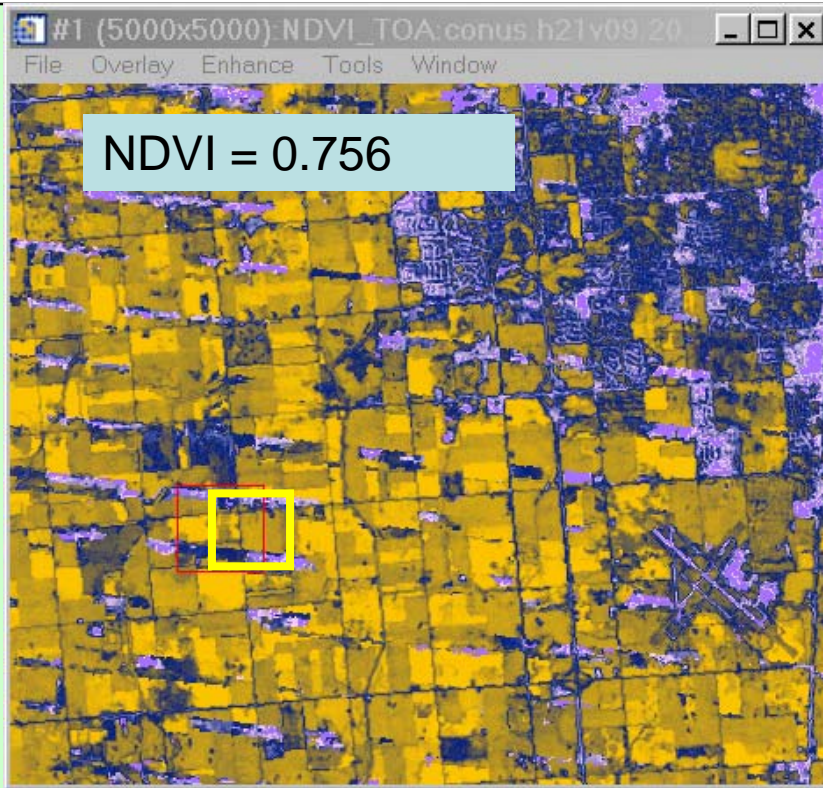 #1 (5000x5000):NDVI_TOA:conus.h21v09.20
File Overlay Enhance Tools Window
NDVI = 0.756